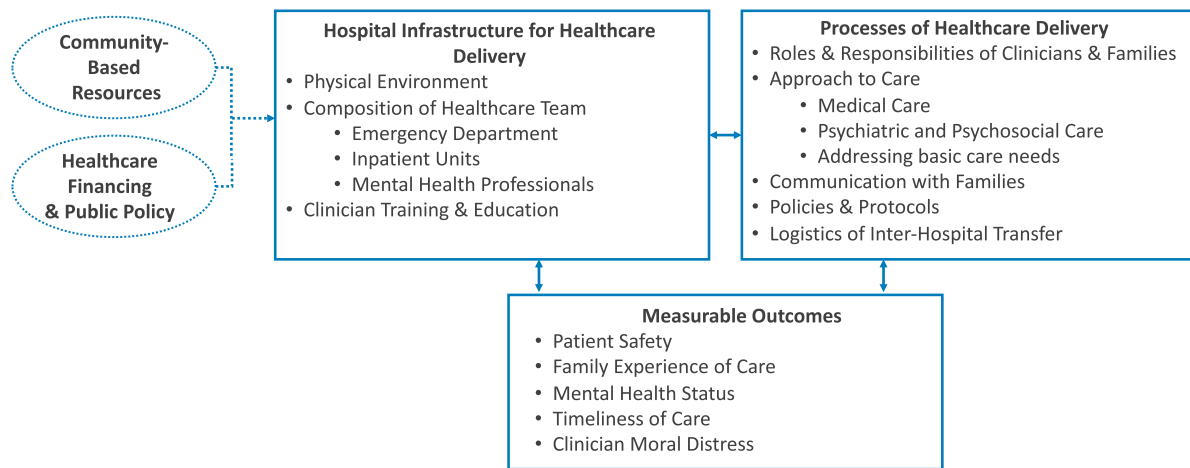 Community-
Based
Resources
Healthcare
Financing
& Public Policy
Hospital Infrastructure for Healthcare
Delivery
• Physical Environment
• Composition of Healthcare Team
• Emergency Department
• Inpatient Units
• Mental Health Professionals
• Clinician Training & Education
Processes of Healthcare Delivery
• Roles & Responsibilities of Clinicians & Families
• Approach to Care
• Medical Care
• Psychiatric and Psychosocial Care
• Addressing basic care needs
• Communication with Families
• Policies & Protocols
• Logistics of Inter-Hospital Transfer
Measurable Outcomes
• Patient Safety
• Family Experience of Care
• Mental Health Status
• Timeliness of Care
• Clinician Moral Distress